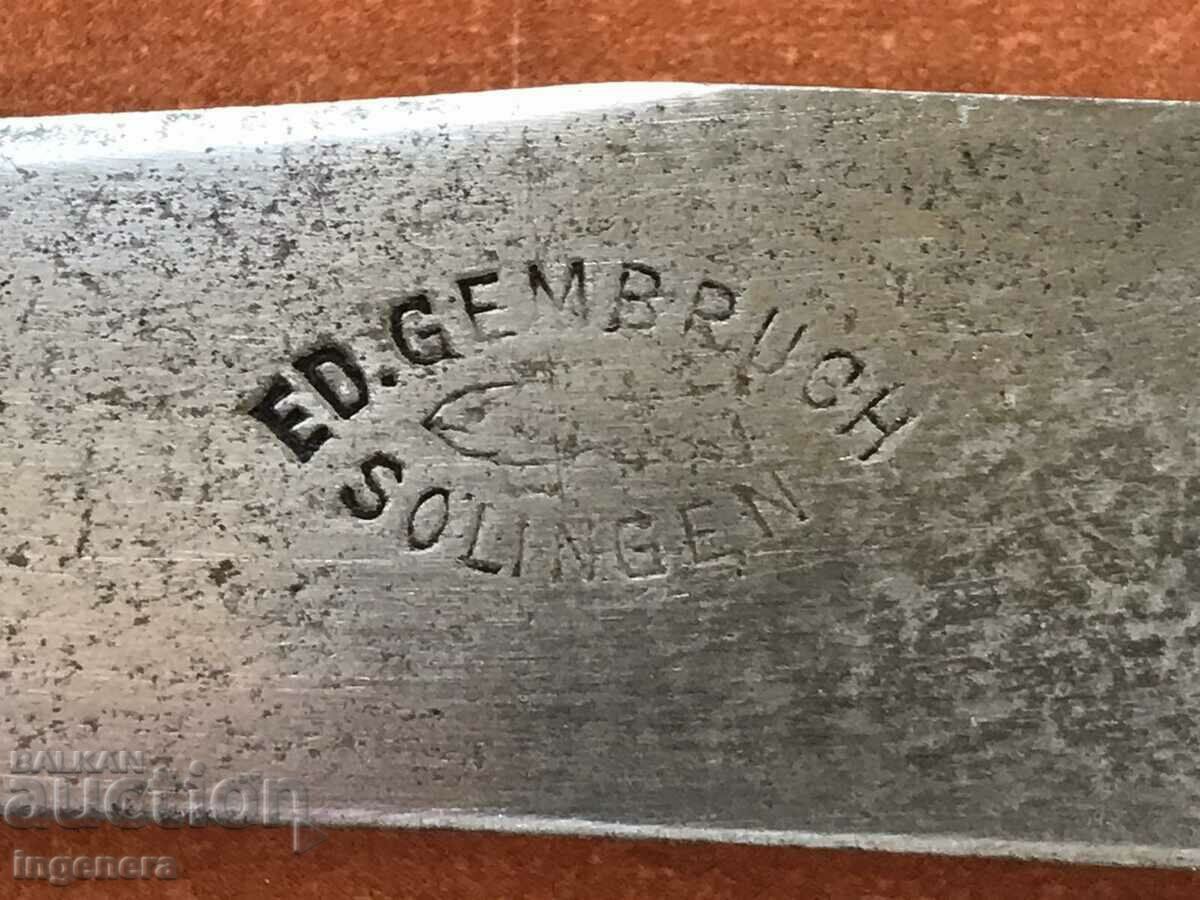 ED. GEMBRUCH
SOLINGEN
BALKAN
auction
ingenera